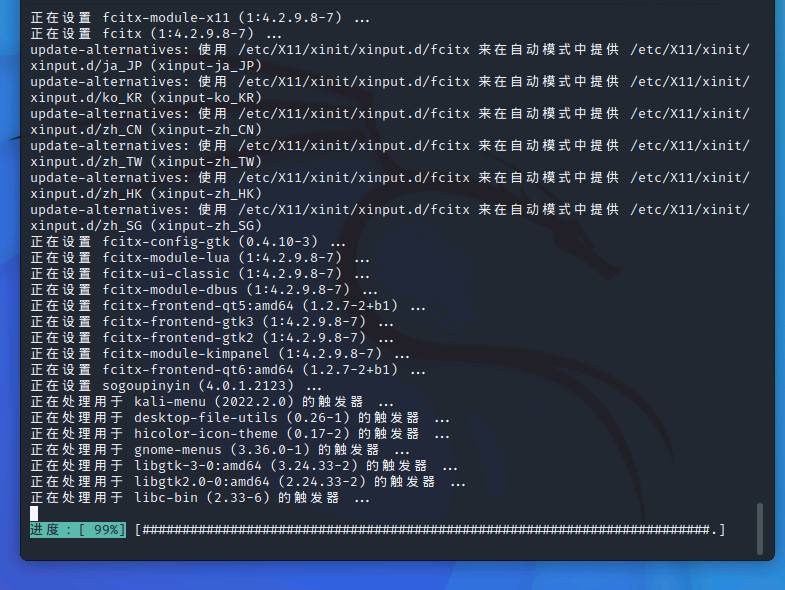 正在设置 fcitx-module-x11 (1:4.2.9.8-7) ...
正在设置 fcitx (1:4.2.9.8-7) ...
update-alternatives: 使用 /etc/X11/xinit/xinput.d/fcitx 来在自动模式中提供 /etc/X11/xinit/
xinput.d/ja_JP (xinput-ja_JP)
update-alternatives: 使用 /etc/X11/xinit/xinput.d/fcitx 来在自动模式中提供 /etc/X11/xinit/
xinput.d/ko_KR (xinput-ko_KR)
update-alternatives: 使用 /etc/X11/xinit/xinput.d/fcitx 来在自动模式中提供 /etc/X11/xinit/
xinput.d/zh_CN (xinput-zh_CN)
update-alternatives: 使用 /etc/X11/xinit/xinput.d/fcitx 来在自动模式中提供 /etc/X11/xinit/
xinput.d/zh_TW (xinput-zh_TW)
update-alternatives: 使用 /etc/X11/xinit/xinput.d/fcitx 来在自动模式中提供 /etc/X11/xinit/
xinput.d/zh_HK (xinput-zh_HK)
update-alternatives: 使用 /etc/X11/xinit/xinput.d/fcitx 来在自动模式中提供 /etc/X11/xinit/
xinput.d/zh_SG (xinput-zh_SG)
正在设置 fcitx-config-gtk (0.4.10-3) ...
正在设置 fcitx-module-lua (1:4.2.9.8-7) ...
正在设置 fcitx-ui-classic (1:4.2.9.8-7) ...
正在设置 fcitx-module-dbus (1:4.2.9.8-7) ...
正在设置 fcitx-frontend-qt5:amd64 (1.2.7-2+b1) ...
正在设置 fcitx-frontend-gtk3 (1:4.2.9.8-7) ...
正在设置 fcitx-frontend-gtk2 (1:4.2.9.8-7) ...
正在设置 fcitx-module-kimpanel (1:4.2.9.8-7) ...
正在设置 fcitx-frontend-qt6:amd64 (1.2.7-2+b1) ...
正在设置 sogoupinyin (4.0.1.2123) ...
正在处理用于 kali-menu (2022.2.0) 的触发器 ...
正在处理用于 desktop-file-utils (0.26-1) 的触发器 ...
正在处理用于 hicolor-icon-theme (0.17-2) 的触发器 ...
正在处理用于 gnome-menus (3.36.0-1) 的触发器 ...
正在处理用于 libgtk-3-0:amd64 (3.24.33-2) 的触发器 ...
正在处理用于 libgtk2.0-0:amd64 (2.24.33-2) 的触发器 ...
正在处理用于 libc-bin (2.33-6) 的触发器 ...
进度：[ 99%] [#######################################################################.]